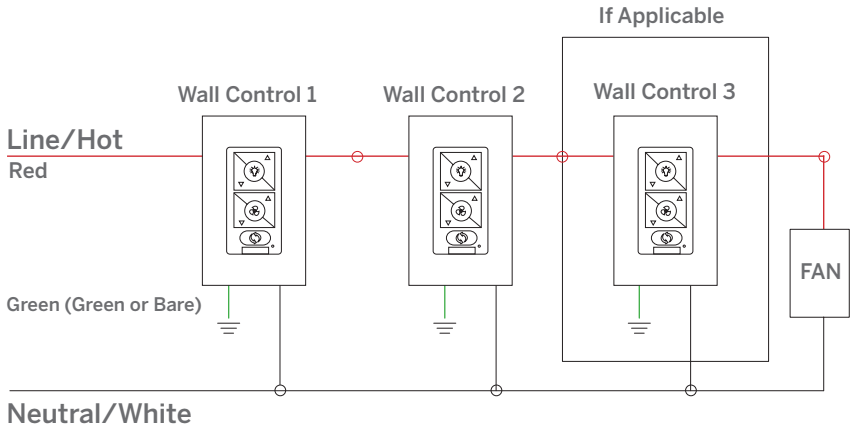 If Applicable
Wall Control 1
Wall Control 2
Wall Control 3
Line/Hot
Red
FAN
Green (Green or Bare)
Neutral/White